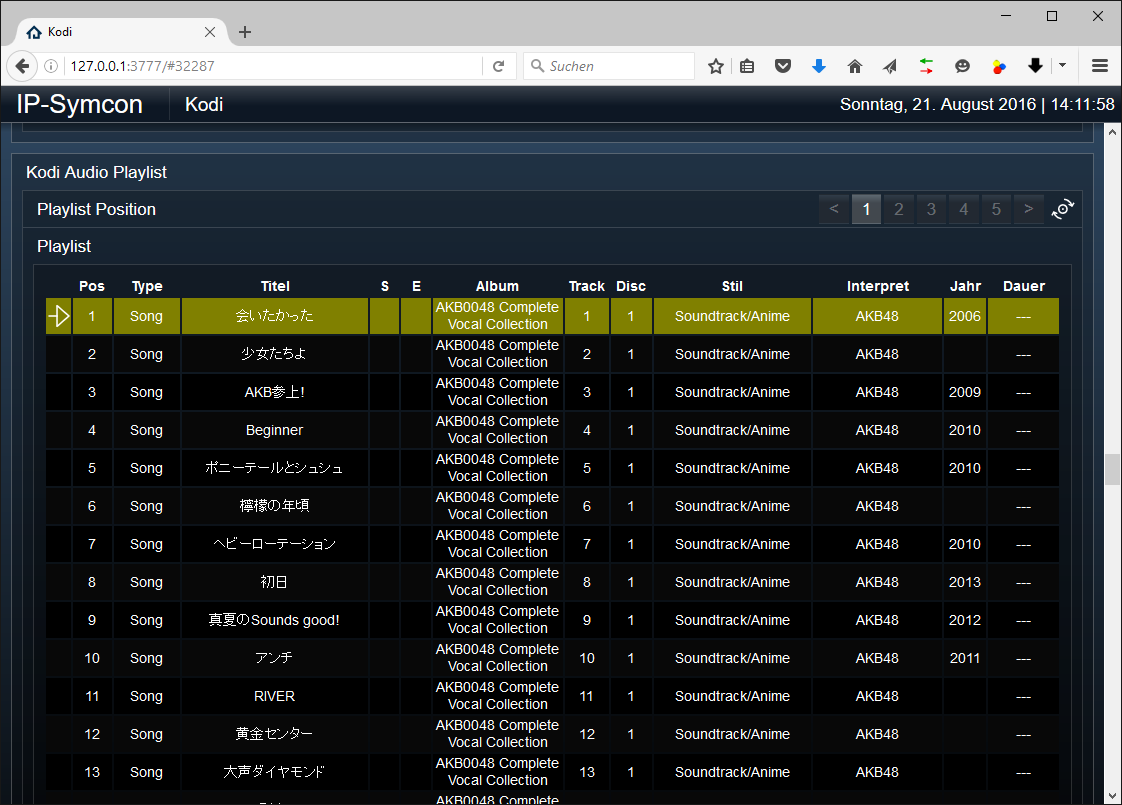 Kodi
127.0.0.1:3777/#32287
Suchen
IP-Symcon Kodi Sonntag, 21. August 2016 | 14:11:58
Kodi Audio Playlist
Playlist Position < 1 2 3 4 5 >
Playlist
Pos Type Titel S E Album Track Disc Stil Interpret Jahr Dauer
1 Song 会いたかった AKB0048 Complete Vocal Collection 1 1 Soundtrack/Anime AKB48 2006 ---
2 Song 少女たちよ AKB0048 Complete Vocal Collection 2 1 Soundtrack/Anime AKB48 ---
3 Song AKB参上! AKB0048 Complete Vocal Collection 3 1 Soundtrack/Anime AKB48 2009 ---
4 Song Beginner AKB0048 Complete Vocal Collection 4 1 Soundtrack/Anime AKB48 2010 ---
5 Song ポニーテールとシュシュ AKB0048 Complete Vocal Collection 5 1 Soundtrack/Anime AKB48 2010 ---
6 Song 檸檬の年頃 AKB0048 Complete Vocal Collection 6 1 Soundtrack/Anime AKB48 ---
7 Song ヘビーローテーション AKB0048 Complete Vocal Collection 7 1 Soundtrack/Anime AKB48 2010 ---
8 Song 初日 AKB0048 Complete Vocal Collection 8 1 Soundtrack/Anime AKB48 2013 ---
9 Song 真夏のSounds good! AKB0048 Complete Vocal Collection 9 1 Soundtrack/Anime AKB48 2012 ---
10 Song アンチ AKB0048 Complete Vocal Collection 10 1 Soundtrack/Anime AKB48 2011 ---
11 Song RIVER AKB0048 Complete Vocal Collection 11 1 Soundtrack/Anime AKB48 ---
12 Song 黄金センター AKB0048 Complete Vocal Collection 12 1 Soundtrack/Anime AKB48 ---
13 Song 大声ダイヤモンド AKB0048 Complete Vocal Collection 13 1 Soundtrack/Anime AKB48 ---
AKB0048 Complete